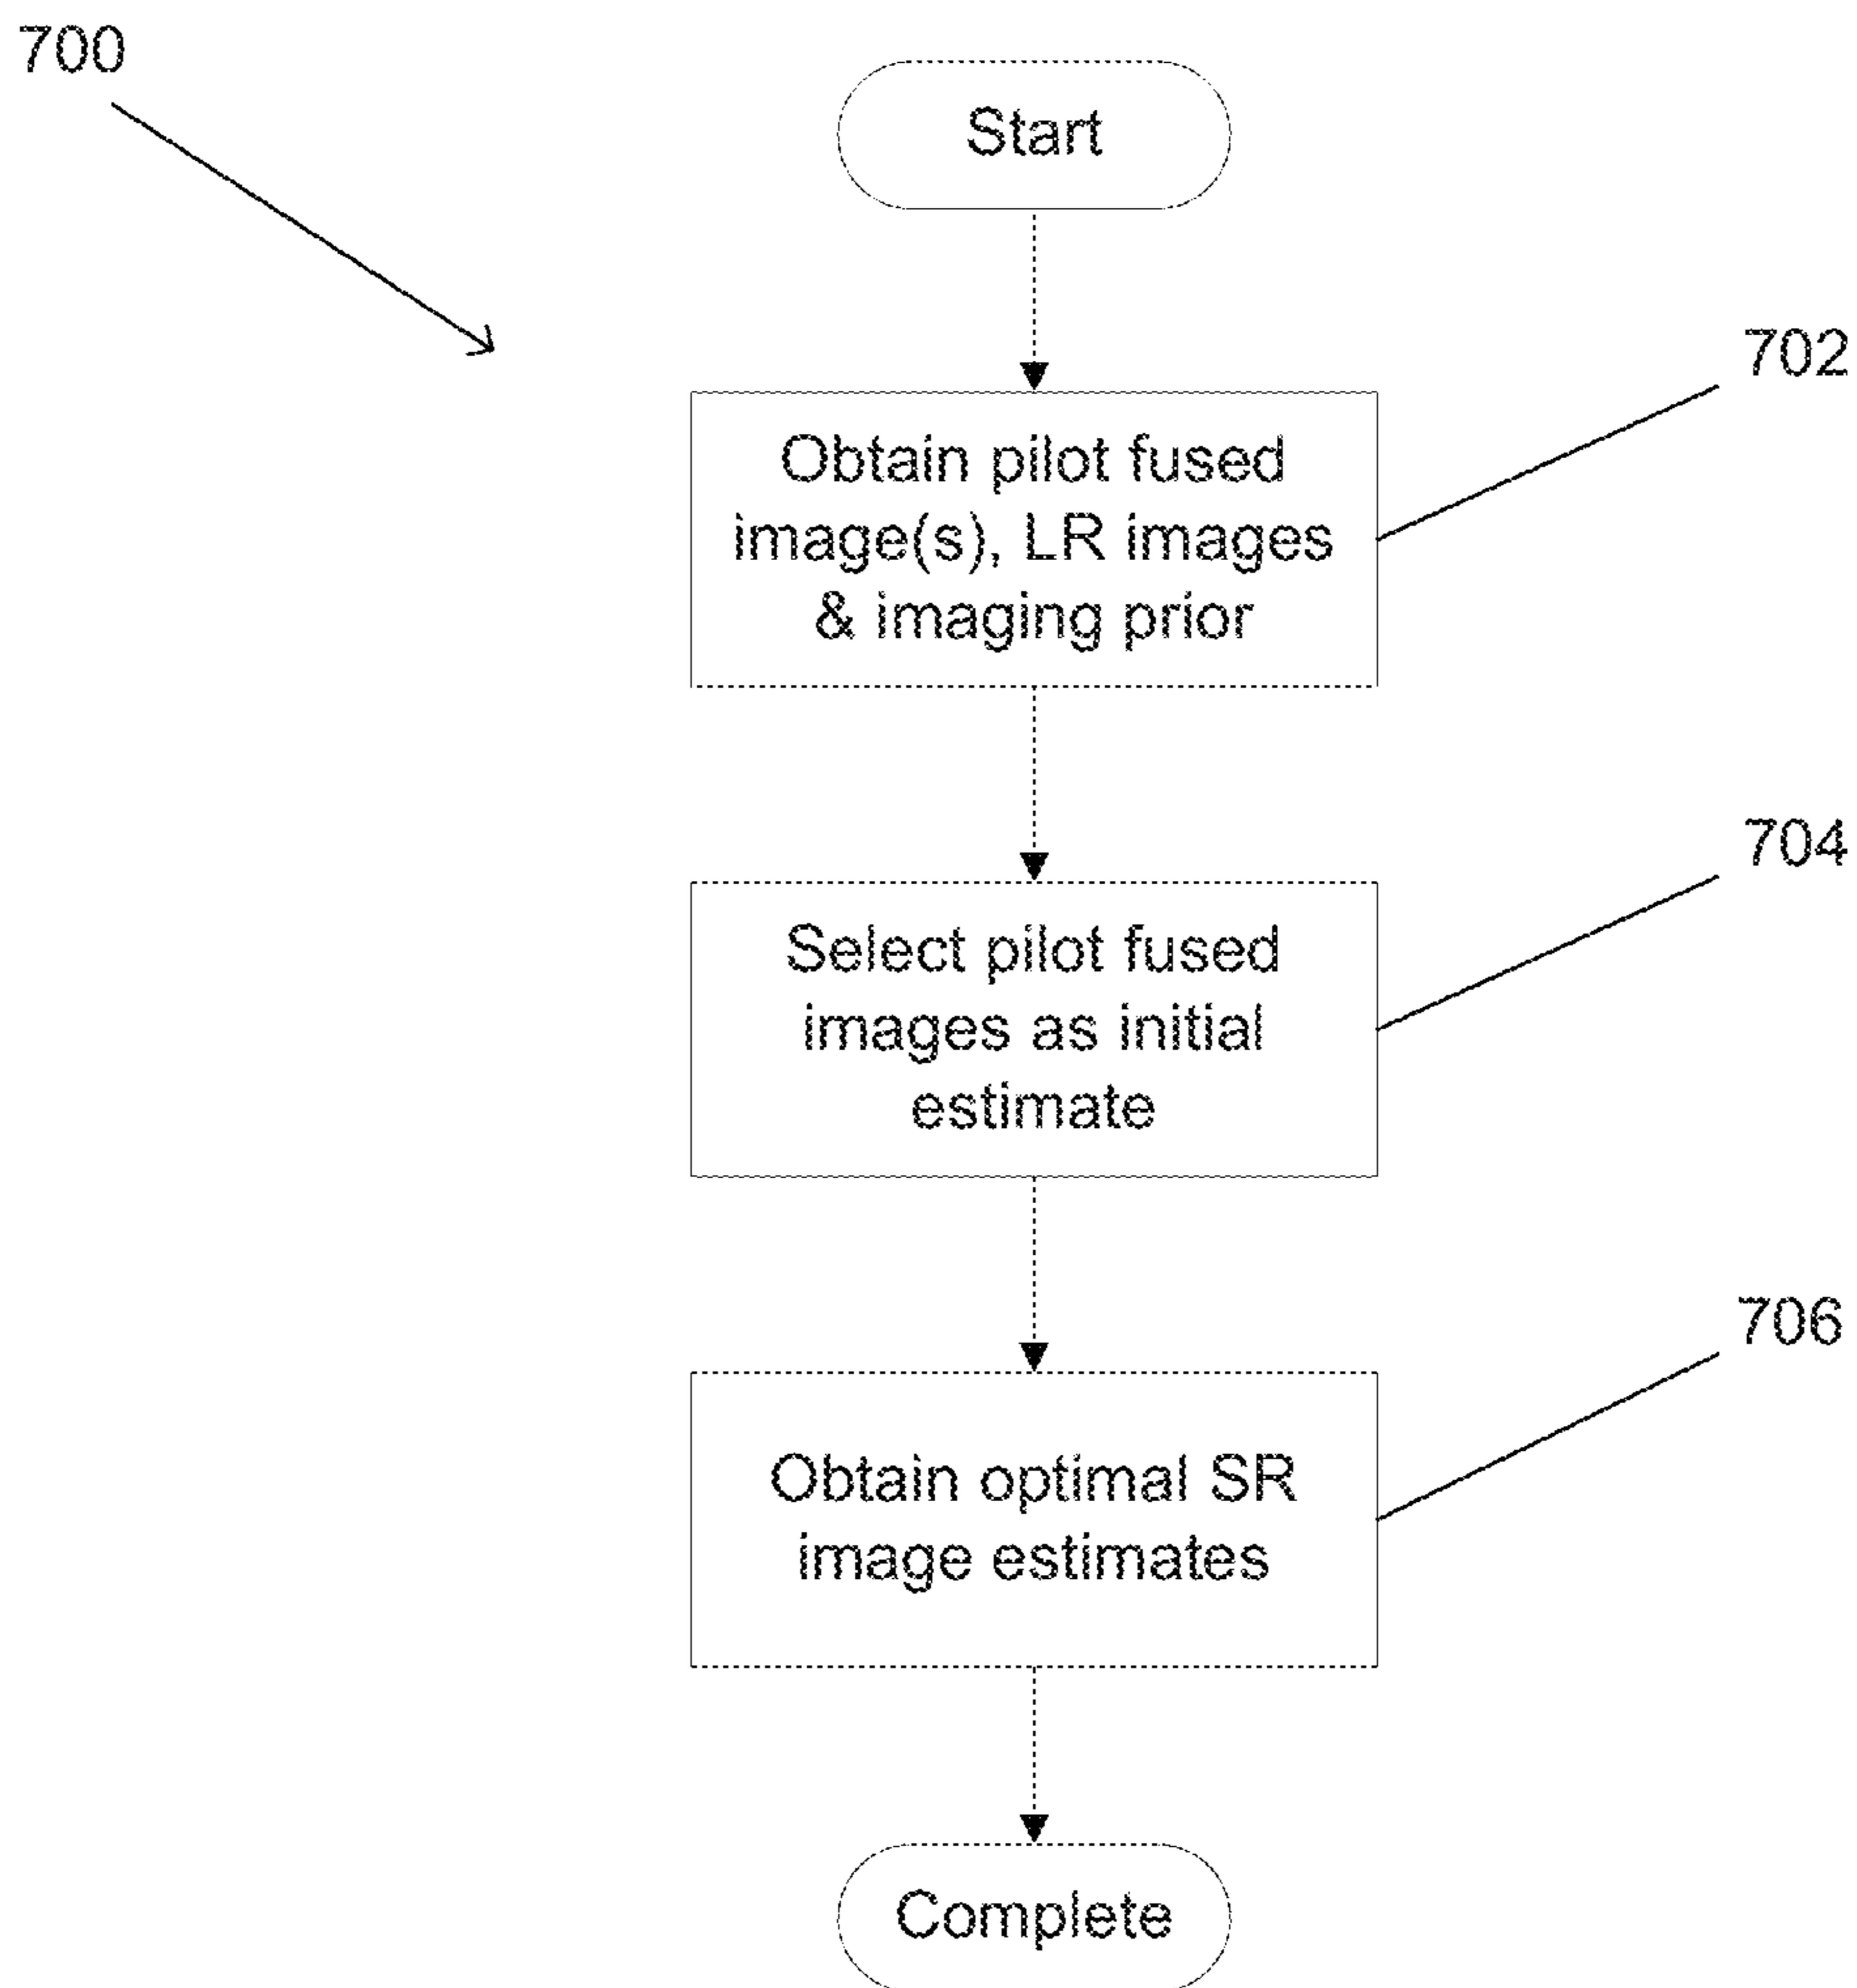 700
Start
702
Obtain pilot fused
image(s), LR images
& imaging prior
704
Select pilot fused
images as initial
estimate
706
Obtain optimal SR
image estimates
Complete